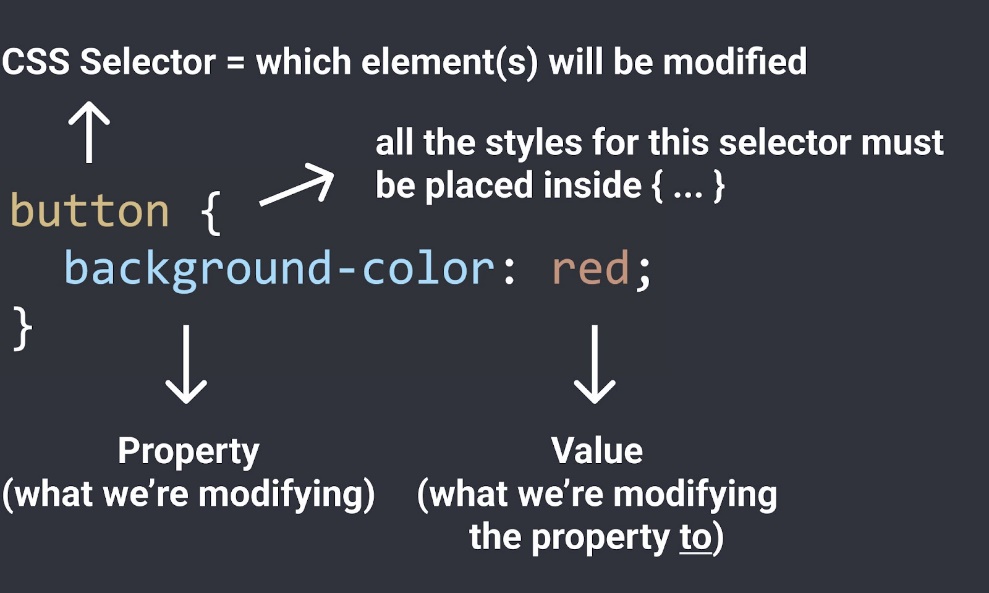 CSS Selector = which element(s) will be modified
all the styles for this selector must
be placed inside { ... }
button {
  background-color: red;
}
Property
(what we’re modifying)
Value
(what we’re modifying
the property to)